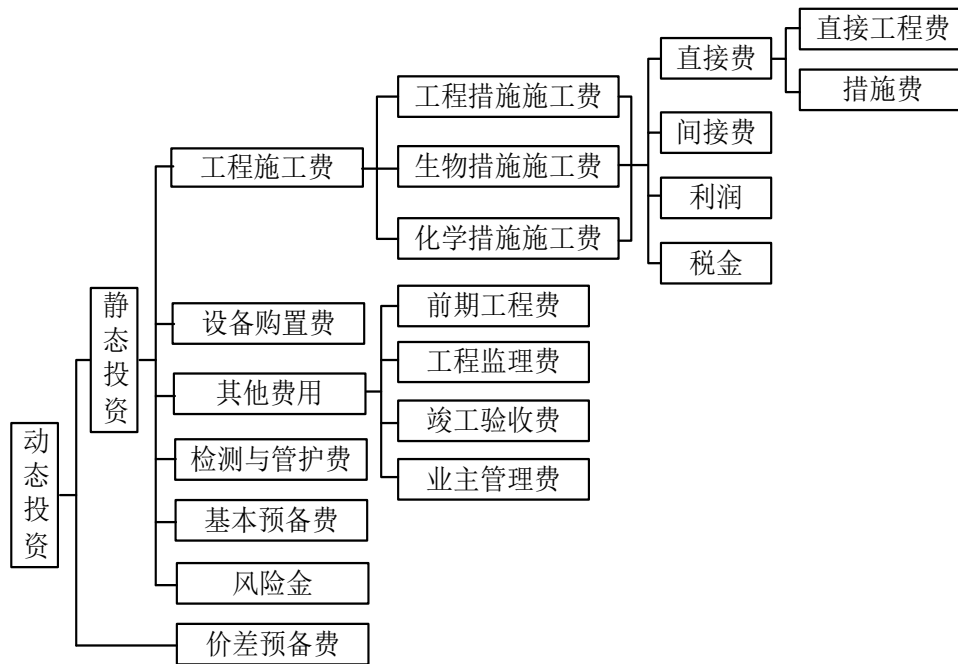 动态投资
静态投资
工程施工费
工程措施施工费
生物措施施工费
化学措施施工费
直接费
直接工程费
措施费
间接费
利润
税金
设备购置费
其他费用
前期工程费
工程监理费
竣工验收费
业主管理费
检测与管护费
基本预备费
风险金
价差预备费